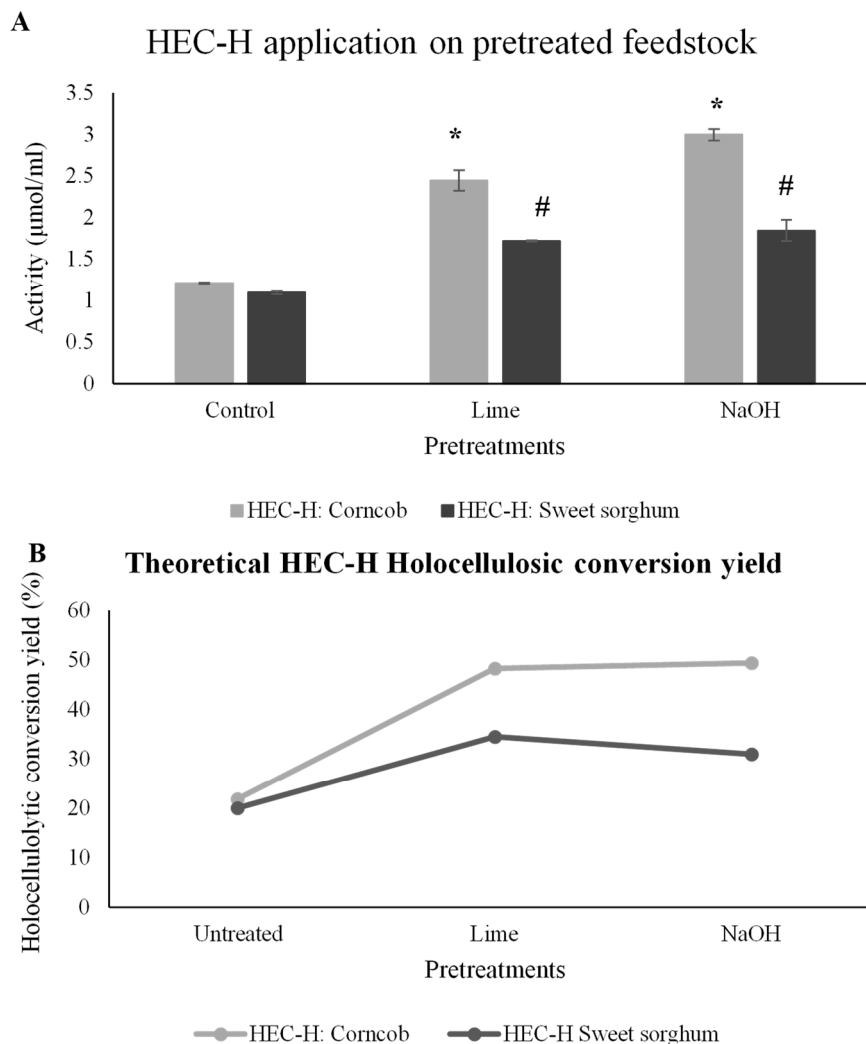 A
HEC-H application on pretreated feedstock
Activity (µmol/ml)
3.5
3
2.5
2
1.5
1
0.5
0
*
#
*
#
Control Lime NaOH
Pretreatments
HEC-H: Corncob HEC-H: Sweet sorghum
B
Theoretical HEC-H Holocellulosic conversion yield
Holocellulolytic conversion yield (%)
60
50
40
30
20
10
0
Untreated Lime NaOH
Pretreatments
HEC-H: Corncob HEC-H Sweet sorghum